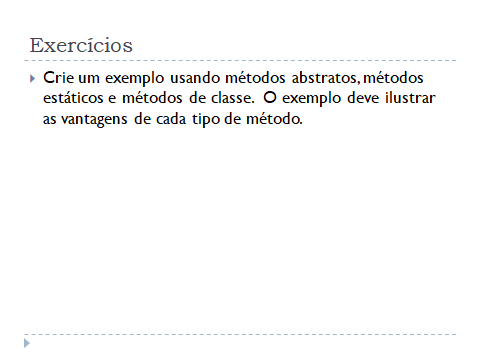 Exercícios
Crie um exemplo usando métodos abstratos, métodos
estáticos e métodos de classe. O exemplo deve ilustrar
as vantagens de cada tipo de método.